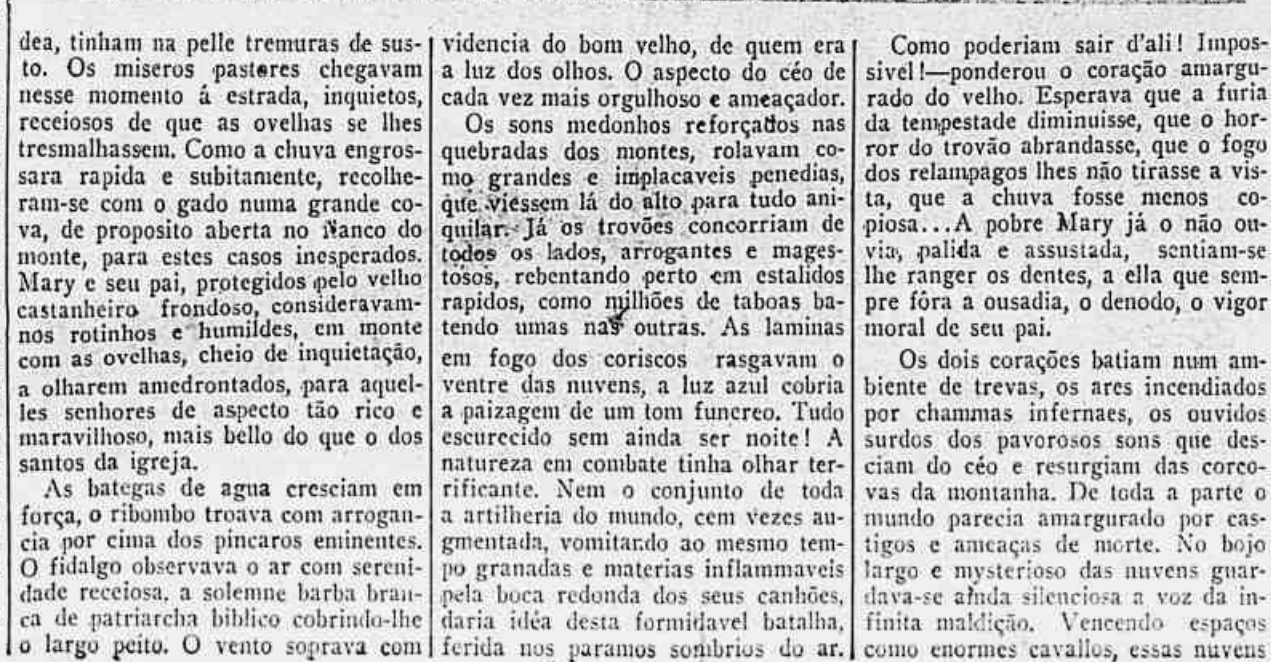 dea, tinham na pelle tremuras de sus-
to. Os miseros pastores chegavam
nesse momento á estrada, inquietos,
receiosos de que as ovelhas se lhes
tresmalhassem. Como a chuva engros-
sara rapida e subitamente, recolhe-
ram-se com o gado numa grande co-
va, de proposito aberta no flanco do
monte, para estes casos inesperados.
Mary e seu pai, protegidos pelo velho
castanheiro frondoso, consideravam-
nos rotinhos e humildes, em monte
com as ovelhas, cheio de inquietação,
a olharem amedrontados, para aquel-
les senhores de aspecto tão rico e
maravilhoso, mais bello do que o dos
santos da igreja.
As bategas de agua cresciam em
força, o ribombo troava com arrogan-
cia por cima dos pincaros eminentes.
O fidalgo observava o ar com sereni-
dade receiosa, a solemne barba bran-
ca de patriarcha biblico cobrindo-lhe
o largo peito. O vento soprava com
videncia do bom velho, de quem era
a luz dos olhos. O aspecto do céo de
cada vez mais orgulhoso e ameaçador.
Os sons medonhos reforçados nas
quebradas dos montes, rolavam co-
mo grandes e implacaveis penedias,
que viessem lá do alto para tudo ani-
quilar. Já os trovões concorriam de
todos os lados, arrogantes e mages-
tosos, rebentando perto em estalidos
rapidos, como milhões de taboas ba-
tendo umas nas outras. As laminas
em fogo dos coriscos rasgavam o
ventre das nuvens, a luz azul cobria
a paizagem de um tom funereo. Tudo
escurecido sem ainda ser noite! A
natureza em combate tinha olhar ter-
rificante. Nem o conjunto de toda
a artilheria do mundo, cem vezes au-
gmentada, vomitando ao mesmo tem-
po granadas e materias inflammaveis
pela boca redonda dos seus canhões,
daria idéa desta formidavel batalha,
ferida nos paramos sombrios do ar.
Como poderiam sair d'ali! Impos-
sivel!—ponderou o coração amargu-
rado do velho. Esperava que a furia
da tempestade diminuisse, que o hor-
ror do trovão abrandasse, que o fogo
dos relampagos lhes não tirasse a vis-
ta, que a chuva fosse menos co-
piosa...A pobre Mary já o não ou-
via, palida e assustada, sentiam-se
lhe ranger os dentes, a ella que sem-
pre fóra a ousadia, o denodo, o vigor
moral de seu pai.
Os dois corações batiam num am-
biente de trevas, os ares incendiados
por chammas infernaes, os ouvidos
surdos dos pavorosos sons que des-
ciam do céo e resurgiam das corco-
vas da montanha. De toda a parte o
mundo parecia amargurado por cas-
tigos e ameaças de morte. No bojo
largo e mysterioso das nuvens guar-
dava-se ainda silenciosa a voz da in-
finita maldição. Vencendo espaços
como enormes cavallos, essas nuvens